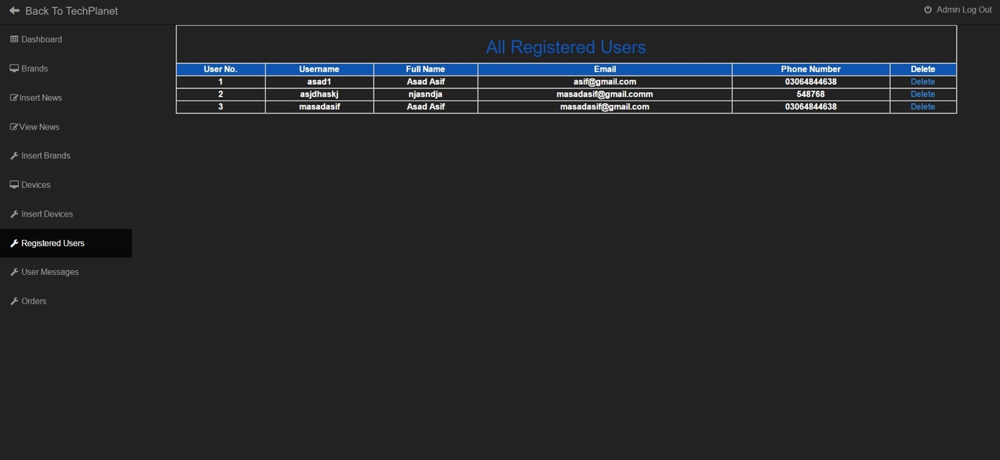 Back To TechPlanet
Admin Log Out
Dashboard
Brands
Insert News
View News
Insert Brands
Devices
Insert Devices
Registered Users
User Messages
Orders
All Registered Users
User No. Username Full Name Email Phone Number Delete
1 asad1 Asad Asif asif@gmail.com 03064844638 Delete
2 asjdhaskj njasndja masadasif@gmail.comm 548768 Delete
3 masadasif Asad Asif masadasif@gmail.com 03064844638 Delete